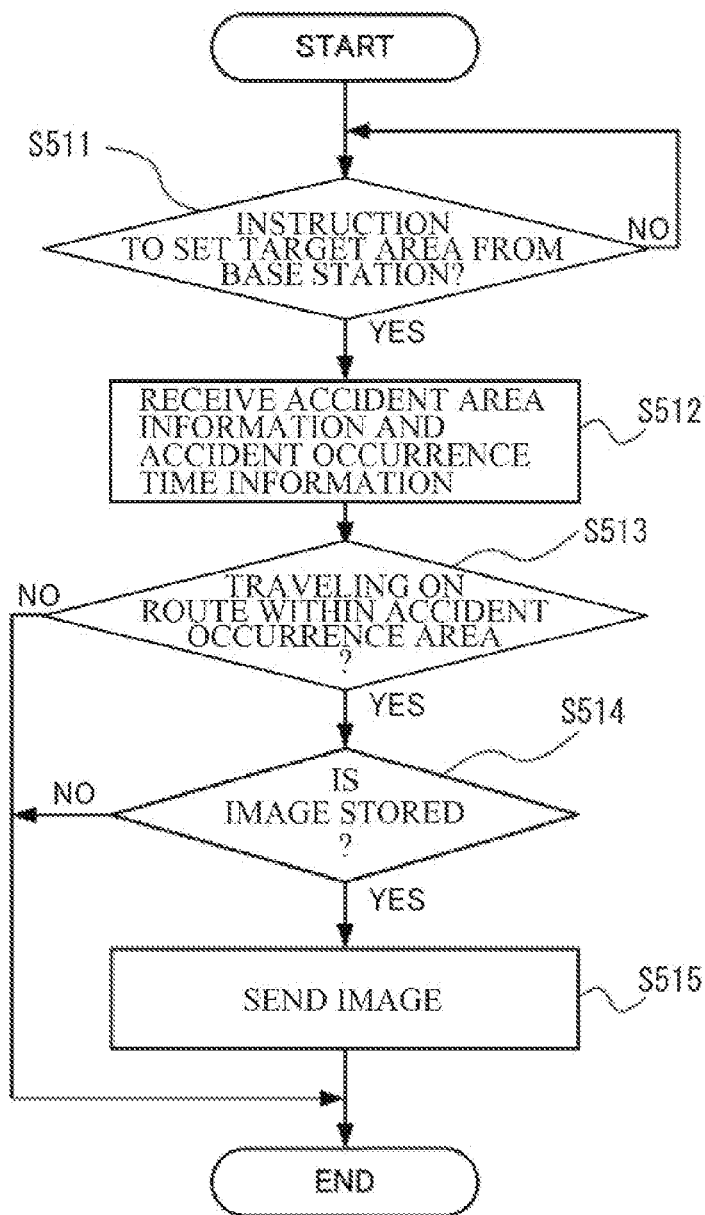 START
S511
INSTRUCTION
TO SET TARGET AREA FROM
BASE STATION?
NO
YES
RECEIVE ACCIDENT AREA
INFORMATION AND
ACCIDENT OCCURRENCE
TIME INFORMATION
S512
S513
NO
TRAVELING ON
ROUTE WITHIN ACCIDENT
OCCURRENCE AREA
?
YES
S514
NO
IS
IMAGE STORED
?
YES
SEND IMAGE
S515
END